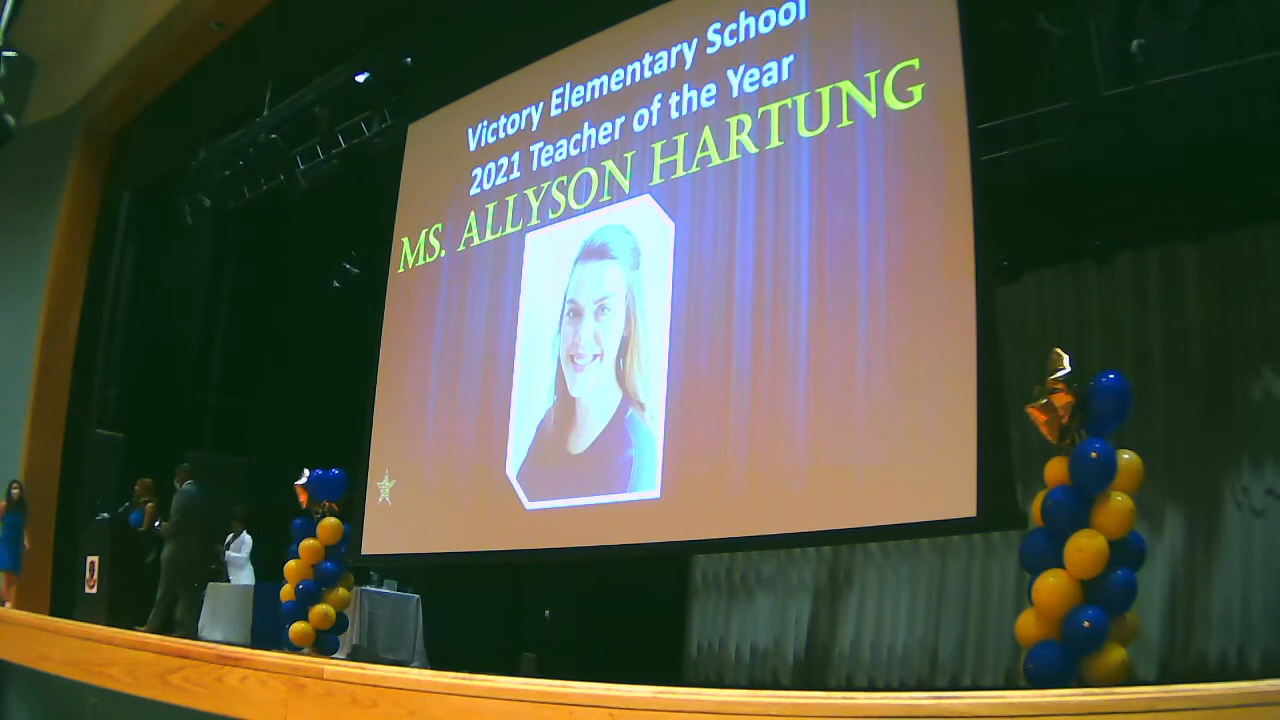 Victory Elementary School
2021 Teacher of the Year
MS. ALLYSON HARTUNG